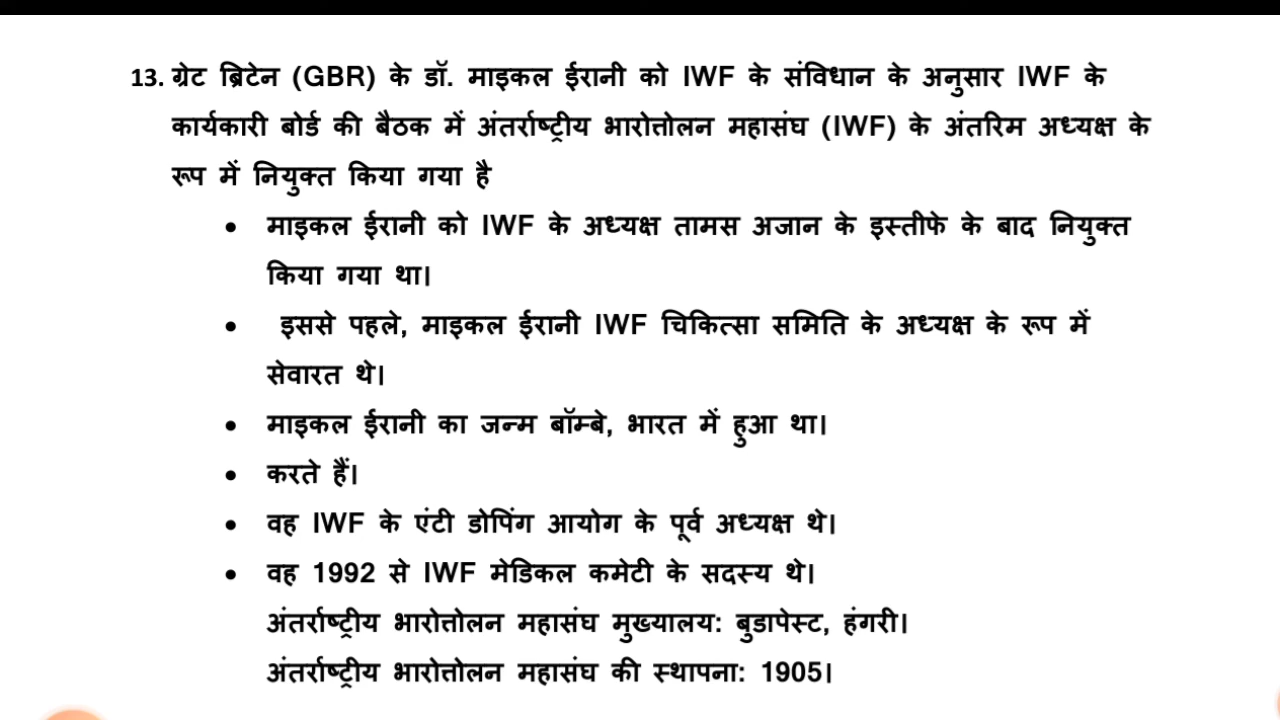 13. ग्रेट ब्रिटेन (GBR) के डॉ. माइकल ईरानी को IWF के संविधान के अनुसार IWF के
कार्यकारी बोर्ड की बैठक में अंतर्राष्ट्रीय भारोत्तोलन महासंघ (IWF) के अंतरिम अध्यक्ष के
रूप में नियुक्त किया गया है
• माइकल ईरानी को IWF के अध्यक्ष तामस अजान के इस्तीफे के बाद नियुक्त
किया गया था।
• इससे पहले, माइकल ईरानी IWF चिकित्सा समिति के अध्यक्ष के रूप में
सेवारत थे।
• माइकल ईरानी का जन्म बॉम्बे, भारत में हुआ था।
• करते हैं।
• वह IWF के एंटी डोपिंग आयोग के पूर्व अध्यक्ष थे।
• वह 1992 से IWF मेडिकल कमेटी के सदस्य थे।
अंतर्राष्ट्रीय भारोत्तोलन महासंघ मुख्यालय: बुडापेस्ट, हंगरी।
अंतर्राष्ट्रीय भारोत्तोलन महासंघ की स्थापना: 1905।